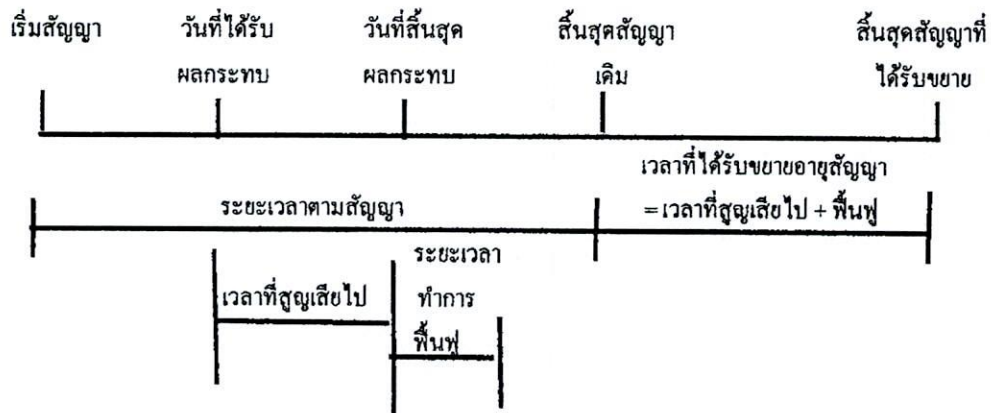 เริ่มสัญญา วันที่ได้รับ วันที่สิ้นสุด สิ้นสุดสัญญา สิ้นสุดสัญญาที่
ผลกระทบ ผลกระทบ เดิม ได้รับขยาย
เวลาที่ได้รับขยายอายุสัญญา
ระยะเวลาตามสัญญา = เวลาที่สูญเสียไป + ฟื้นฟู
ระยะเวลา
เวลาที่สูญเสียไป ทำการ
ฟื้นฟู